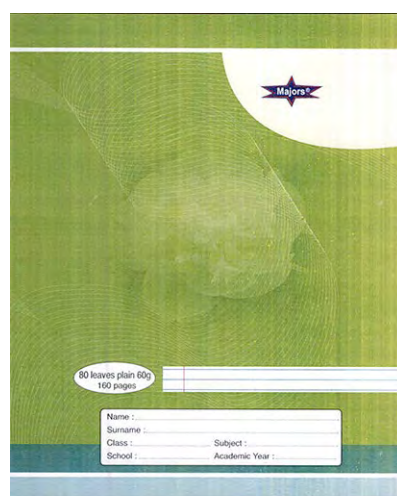 Majors®
80 leaves plain 60g
160 pages
Name :
Surname :
Class : Subject :
School : Academic Year :